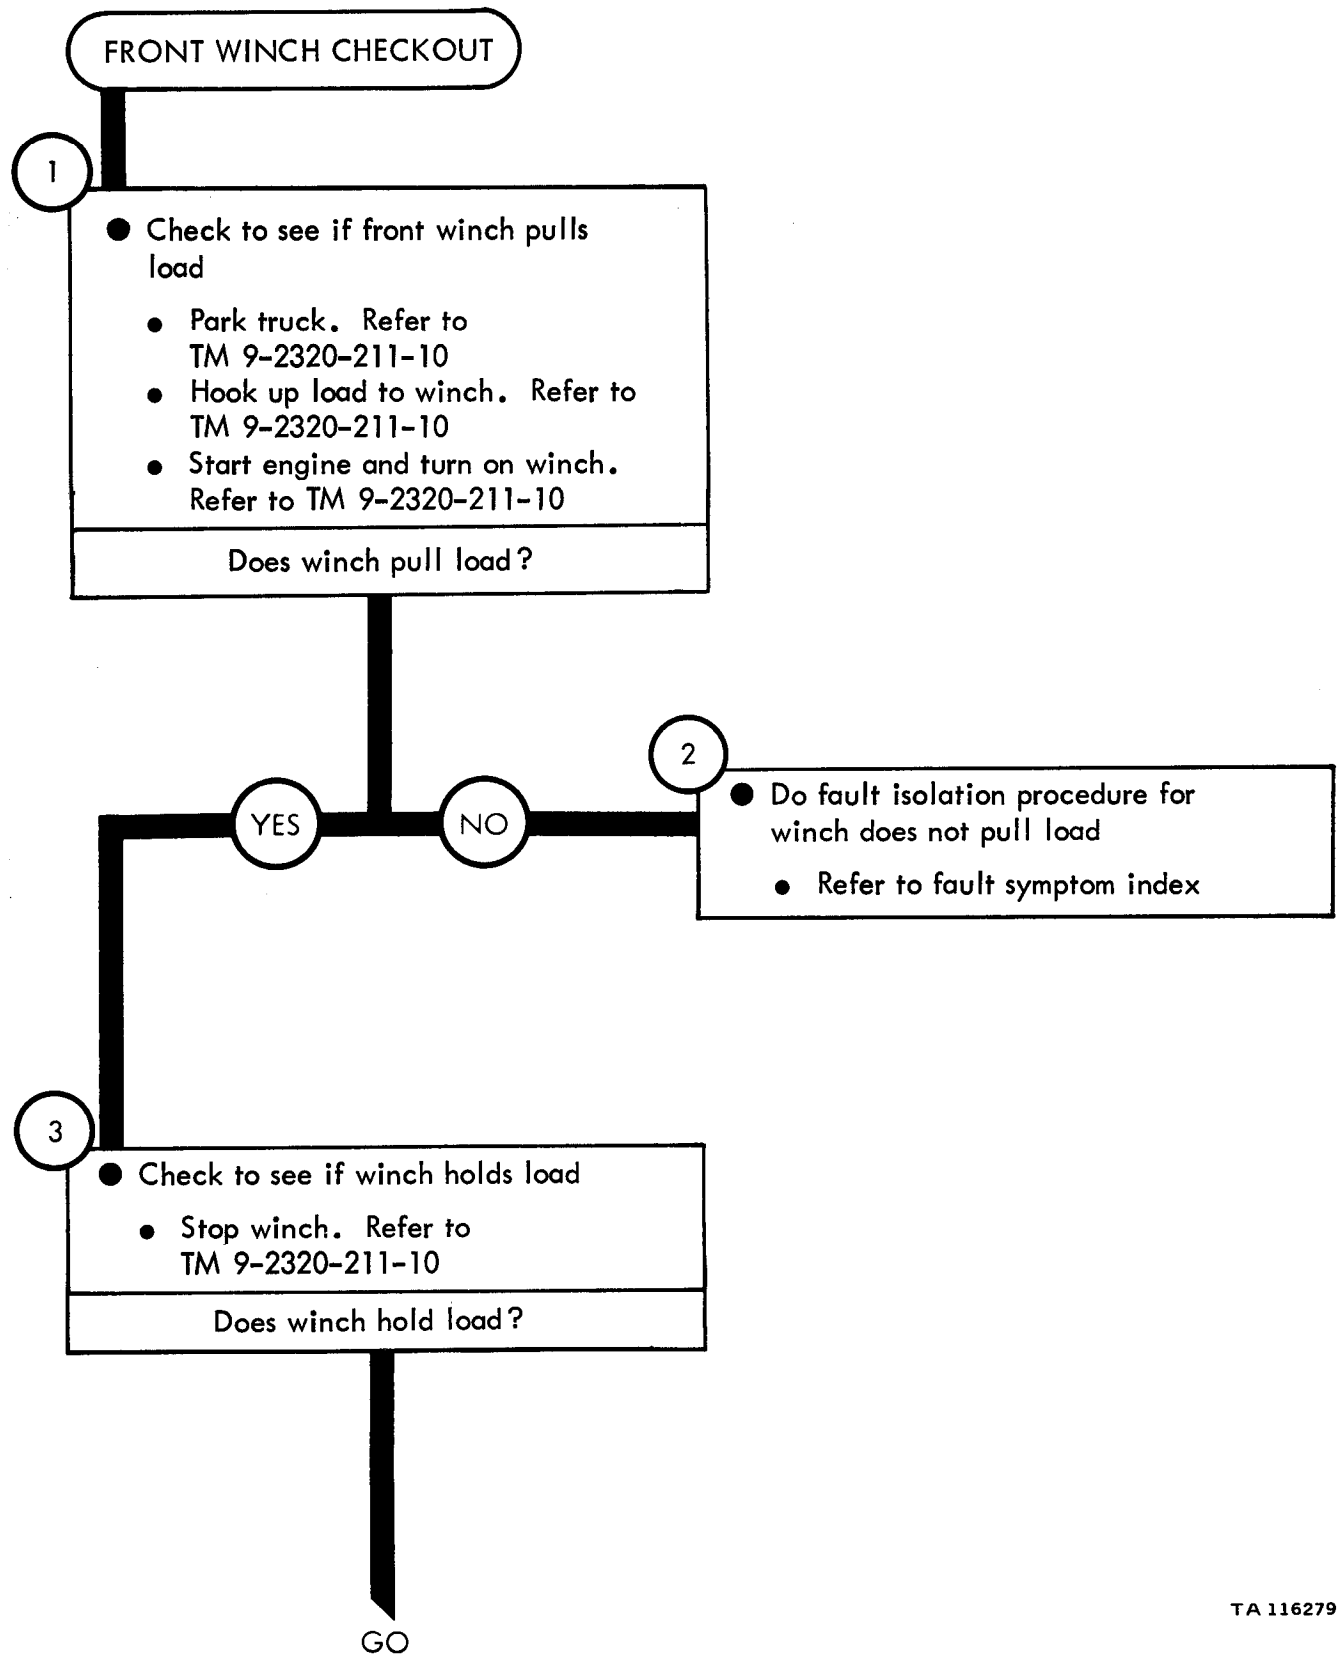 FRONT WINCH CHECKOUT
1
● Check to see if front winch pulls
load
● Park truck. Refer to
TM 9-2320-211-10
● Hook up load to winch. Refer to
TM 9-2320-211-10
● Start engine and turn on winch.
Refer to TM 9-2320-211-10
Does winch pull load?
YES
NO
2
● Do fault isolation procedure for
winch does not pull load
● Refer to fault symptom index
3
● Check to see if winch holds load
● Stop winch. Refer to
TM 9-2320-211-10
Does winch hold load?
GO
TA 116279